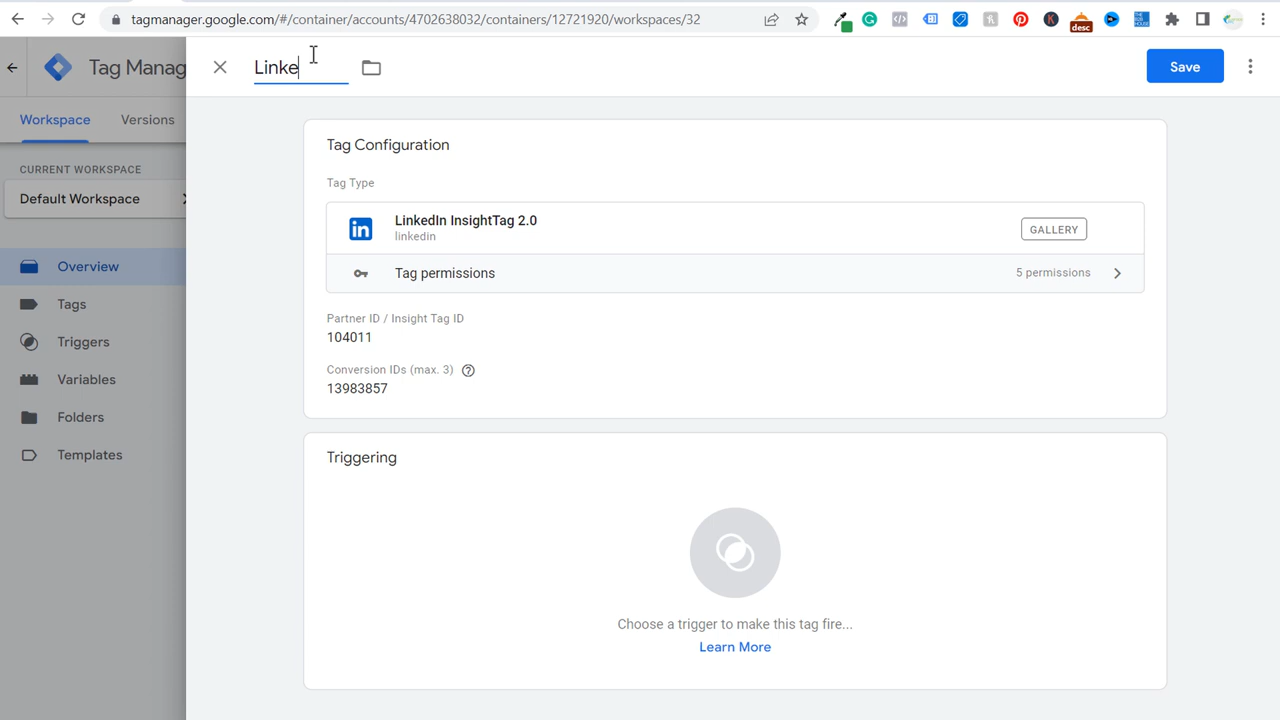 tagmanager.google.com/#/container/accounts/4702638032/containers/12721920/workspaces/32
desc
Tag Manag
Linke
Save
Workspace
Versions
CURRENT WORKSPACE
Default Workspace
Overview
Tags
Triggers
Variables
Folders
Templates
Tag Configuration
Tag Type
in
LinkedIn InsightTag 2.0
linkedin
GALLERY
Tag permissions
5 permissions
Partner ID / Insight Tag ID
104011
Conversion IDs (max. 3) ?
13983857
Triggering
Choose a trigger to make this tag fire...
Learn More